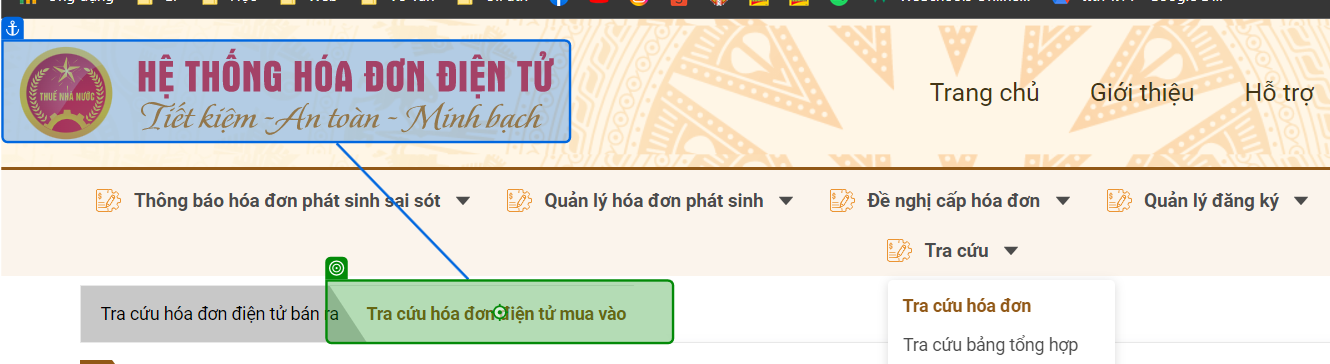 HỆ THỐNG HÓA ĐƠN ĐIỆN TỬ
THUẾ NHÀ NƯỚC
Tiết kiệm - An toàn - Minh bạch
Trang chủ Giới thiệu Hỗ trợ
Thông báo hóa đơn phát sinh sai sót Quản lý hóa đơn phát sinh Đề nghị cấp hóa đơn Quản lý đăng ký
Tra cứu
Tra cứu hóa đơn điện tử bán ra Tra cứu hóa đơn điện tử mua vào
Tra cứu hóa đơn
Tra cứu bảng tổng hợp